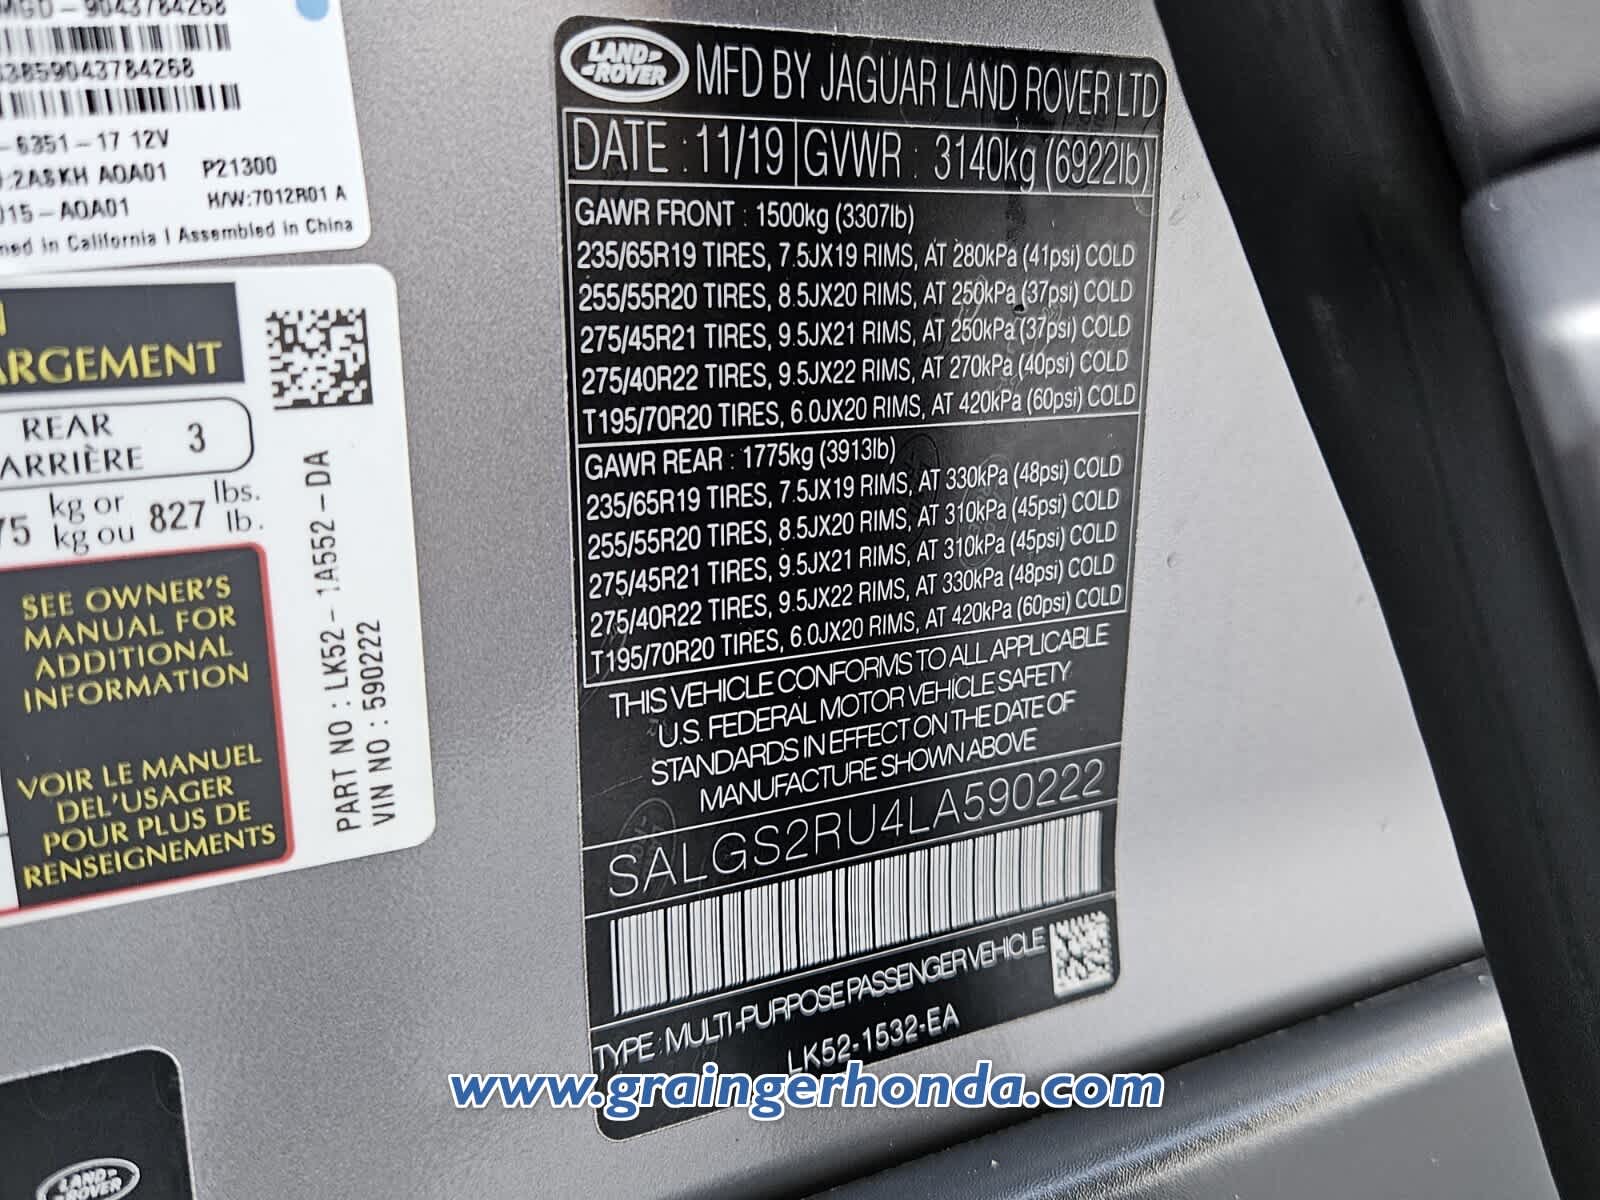 9043784268
3859043784268
-6351-17 12V
:2ASKH AOA01 P21300
015-AOA01 H/W:7012R01 A
in California | Assembled in China
ARGEMENT
REAR 3
ARRIÈRE
75 kg or 827 lbs.
kg ou lb.
SEE OWNER'S
MANUAL FOR
ADDITIONAL
INFORMATION
VOIR LE MANUEL
DEL'USAGER
POUR PLUS DE
RENSEIGNEMENTS
PART NO : LK52-1A552-DA
VIN NO : 590222
LAND ROVER
LAND ROVER MFD BY JAGUAR LAND ROVER LTD
DATE : 11/19 GVWR : 3140kg (6922lb)
GAWR FRONT : 1500kg (3307lb)
235/65R19 TIRES, 7.5JX19 RIMS, AT 280kPa (41psi) COLD
255/55R20 TIRES, 8.5JX20 RIMS, AT 250kPa (37psi) COLD
275/45R21 TIRES, 9.5JX21 RIMS, AT 250kPa (37psi) COLD
275/40R22 TIRES, 9.5JX22 RIMS, AT 270kPa (40psi) COLD
T195/70R20 TIRES, 6.0JX20 RIMS, AT 420kPa (60psi) COLD
GAWR REAR : 1775kg (3913lb)
235/65R19 TIRES, 7.5JX19 RIMS, AT 330kPa (48psi) COLD
255/55R20 TIRES, 8.5JX20 RIMS, AT 310kPa (45psi) COLD
275/45R21 TIRES, 9.5JX21 RIMS, AT 310kPa (45psi) COLD
275/40R22 TIRES, 9.5JX22 RIMS, AT 330kPa (48psi) COLD
T195/70R20 TIRES, 6.0JX20 RIMS, AT 420kPa (60psi) COLD
THIS VEHICLE CONFORMS TO ALL APPLICABLE
U.S. FEDERAL MOTOR VEHICLE SAFETY
STANDARDS IN EFFECT ON THE DATE OF
MANUFACTURE SHOWN ABOVE
SALGS2RU4LA590222
TYPE : MULTI-PURPOSE PASSENGER VEHICLE
LK52-1532-EA
www.graingerhonda.com